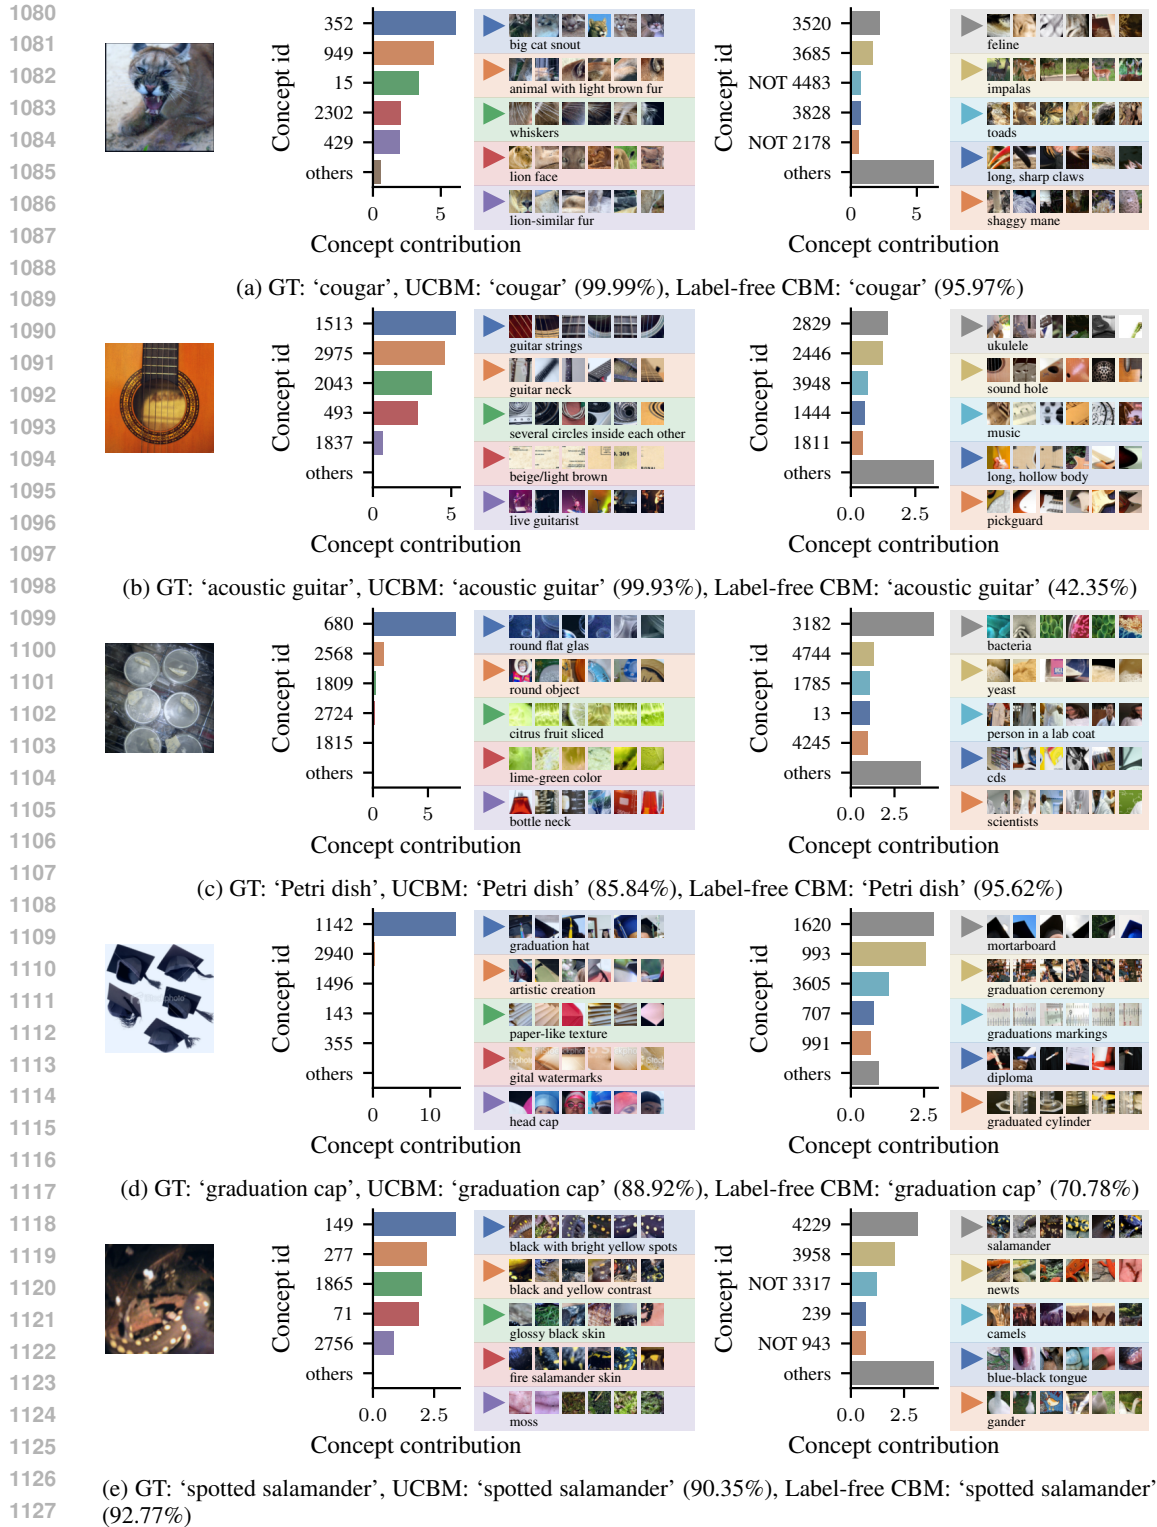 1080
1081
1082
1083
1084
1085
1086
1087
1088
1089
1090
1091
1092
1093
1094
1095
1096
1097
1098
1099
1100
1101
1102
1103
1104
1105
1106
1107
1108
1109
1110
1111
1112
1113
1114
1115
1116
1117
1118
1119
1120
1121
1122
1123
1124
1125
1126
1127
Concept id
352
949
15
2302
429
others
0 5
Concept contribution
big cat snout
animal with light brown fur
whiskers
lion face
lion-similar fur
Concept id
3520
3685
NOT 4483
3828
NOT 2178
others
0 5
Concept contribution
feline
impalas
toads
long, sharp claws
shaggy mane
(a) GT: ‘cougar’, UCBM: ‘cougar’ (99.99%), Label-free CBM: ‘cougar’ (95.97%)
Concept id
1513
2975
2043
493
1837
others
0 5
Concept contribution
guitar strings
guitar neck
several circles inside each other
beige/light brown
live guitarist
Concept id
2829
2446
3948
1444
1811
others
0.0 2.5
Concept contribution
ukulele
sound hole
music
long, hollow body
pickguard
(b) GT: ‘acoustic guitar’, UCBM: ‘acoustic guitar’ (99.93%), Label-free CBM: ‘acoustic guitar’ (42.35%)
Concept id
680
2568
1809
2724
1815
others
0 5
Concept contribution
round flat glas
round object
citrus fruit sliced
lime-green color
bottle neck
Concept id
3182
4744
1785
13
4245
others
0.0 2.5
Concept contribution
bacteria
yeast
person in a lab coat
cds
scientists
(c) GT: ‘Petri dish’, UCBM: ‘Petri dish’ (85.84%), Label-free CBM: ‘Petri dish’ (95.62%)
Concept id
1142
2940
1496
143
355
others
0 10
Concept contribution
graduation hat
artistic creation
paper-like texture
gital watermarks
head cap
Concept id
1620
993
3605
707
991
others
0.0 2.5
Concept contribution
mortarboard
graduation ceremony
graduations markings
diploma
graduated cylinder
(d) GT: ‘graduation cap’, UCBM: ‘graduation cap’ (88.92%), Label-free CBM: ‘graduation cap’ (70.78%)
Concept id
149
277
1865
71
2756
others
0.0 2.5
Concept contribution
black with bright yellow spots
black and yellow contrast
glossy black skin
fire salamander skin
moss
Concept id
4229
3958
NOT 3317
239
NOT 943
others
0.0 2.5
Concept contribution
salamander
newts
camels
blue-black tongue
gander
(e) GT: ‘spotted salamander’, UCBM: ‘spotted salamander’ (90.35%), Label-free CBM: ‘spotted salamander’
(92.77%)